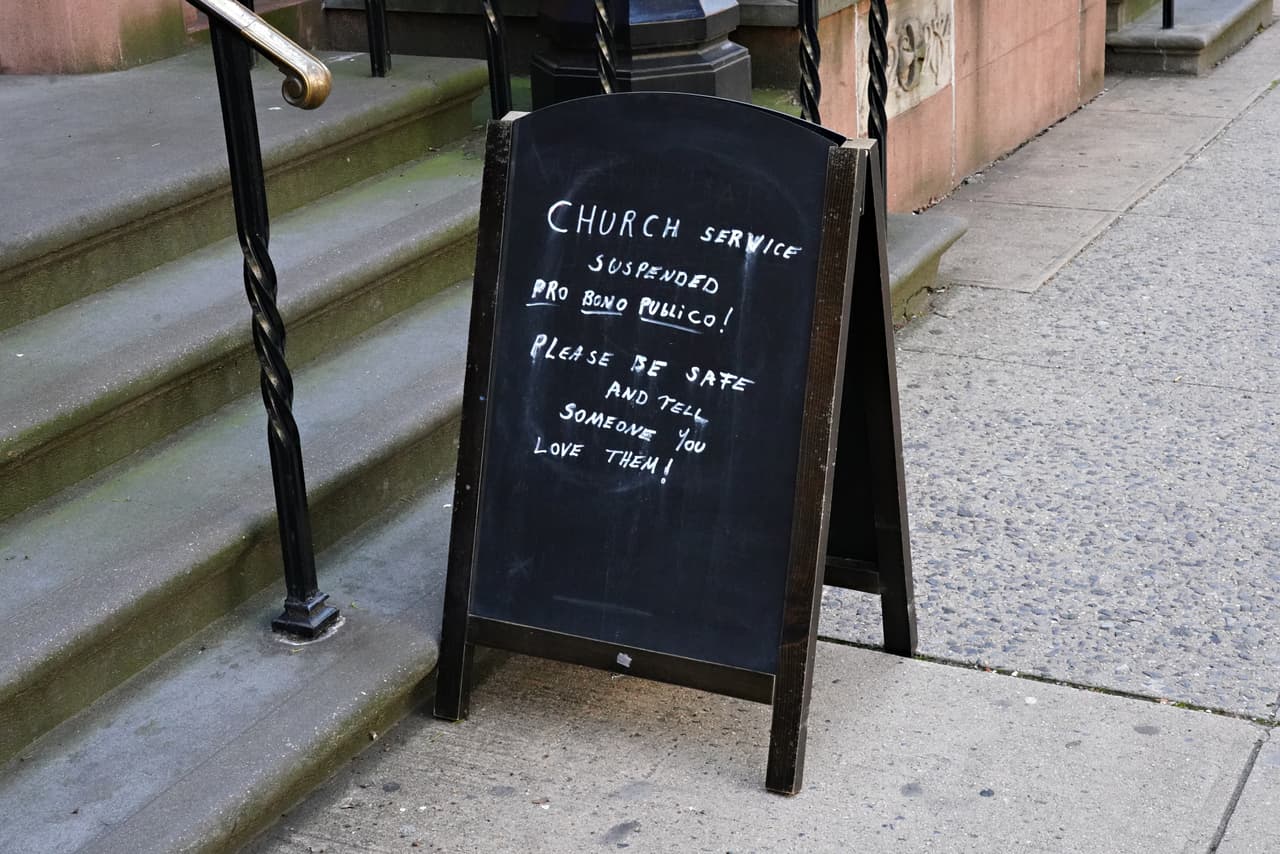 CHURCH SERVICE
SUSPENDED
PRO BONO PUBLICO!
PLEASE BE SAFE
AND TELL
SOMEONE YOU
LOVE THEM!